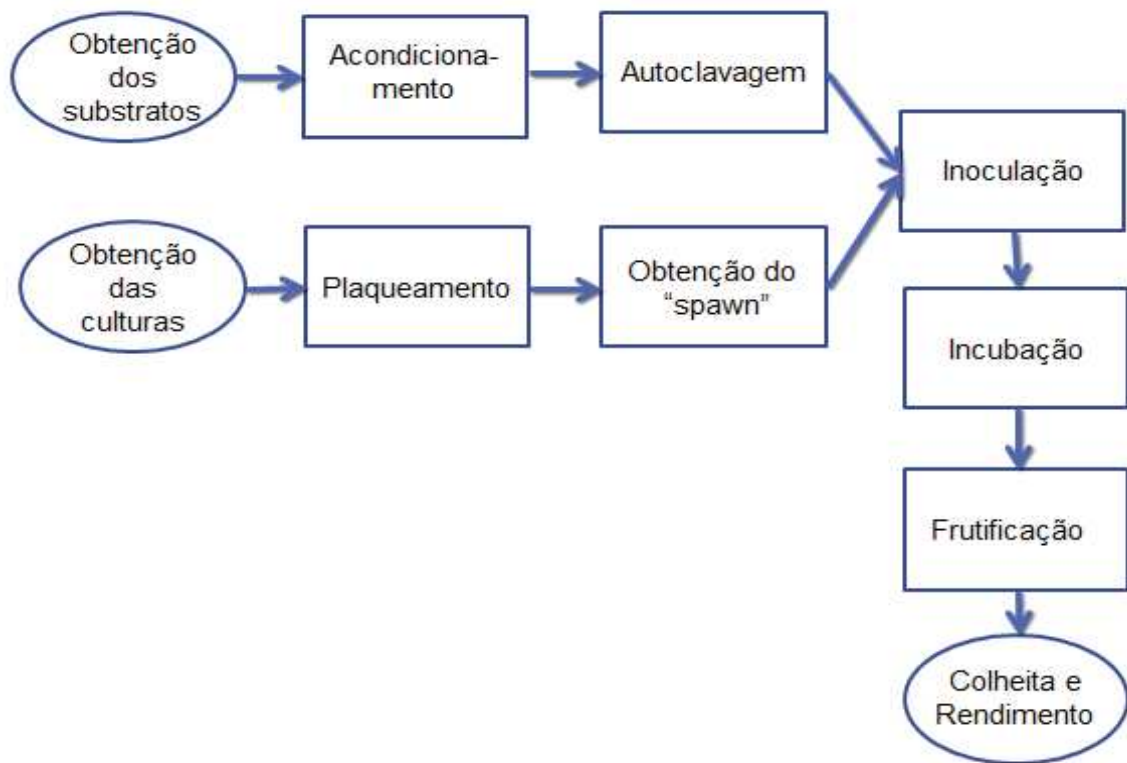 Obtenção
dos
substratos
Acondiciona-
mento
Autoclavagem
Inoculação
Obtenção
das
culturas
Plaqueamento
Obtenção do
“spawn”
Incubação
Frutificação
Colheita e
Rendimento